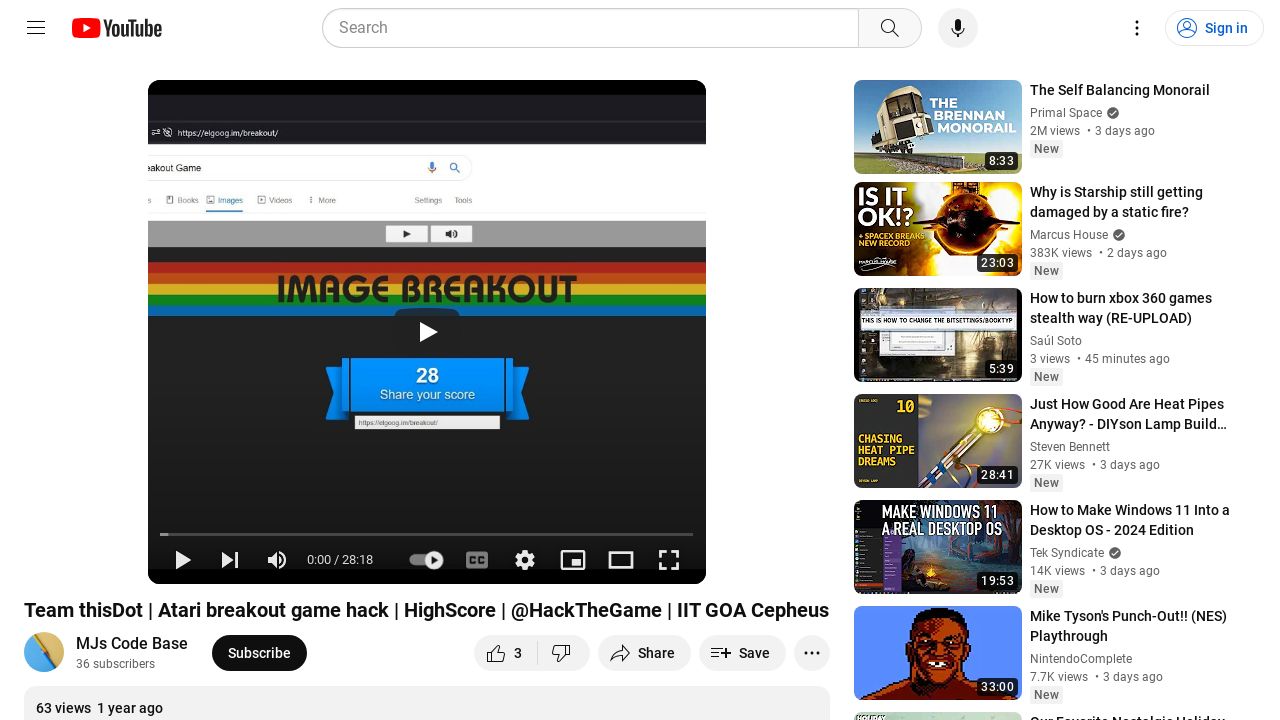 YouTube
Search
Sign in
https://elgoog.im/breakout/
eakout Game
s
Books
Images
Videos
More
Settings
Tools
IMAGE BREAKOUT
28
Share your score
https://elgoog.im/breakout/
0:00 / 28:18
CC
Team thisDot | Atari breakout game hack | HighScore | @HackTheGame | IIT GOA Cepheus
MJs Code Base
36 subscribers
Subscribe
3
Share
Save
63 views 1 year ago
THE
BRENNAN
MONORAIL
8:33
The Self Balancing Monorail
Primal Space
2M views • 3 days ago
New
IS IT
OK!?
+ SPACEX BREAKS
NEW RECORD
MARCUS HOUSE
23:03
Why is Starship still getting
damaged by a static fire?
Marcus House
383K views • 2 days ago
New
THIS IS HOW TO CHANGE THE BITSETTINGS/BOOKTYP
5:39
How to burn xbox 360 games
stealth way (RE-UPLOAD)
Saúl Soto
3 views • 45 minutes ago
New
10
CHASING
HEAT PIPE
DREAMS
28:41
Just How Good Are Heat Pipes
Anyway? - DIYson Lamp Build…
Steven Bennett
27K views • 3 days ago
New
MAKE WINDOWS 11
A REAL DESKTOP OS
19:53
How to Make Windows 11 Into a
Desktop OS - 2024 Edition
Tek Syndicate
14K views • 3 days ago
New
33:00
Mike Tyson's Punch-Out!! (NES)
Playthrough
NintendoComplete
7.7K views • 3 days ago
New
HOLIDAY
Our Favorite Nostalgic Holiday